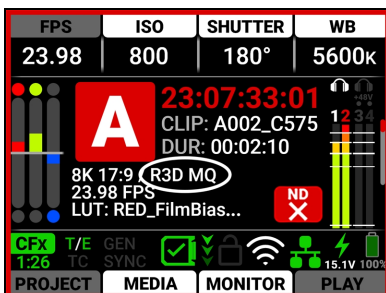 FPS ISO SHUTTER WB
23.98 800 180° 5600K
A
23:07:33:01
CLIP: A002_C575
DUR: 00:02:10
+48V
1 2 3 4
8K 17:9 / R3D MQ
23.98 FPS
LUT: RED_FilmBias...
ND
CFx T/E GEN
1:26 TC SYNC
15.1V 100%
PROJECT MEDIA MONITOR PLAY